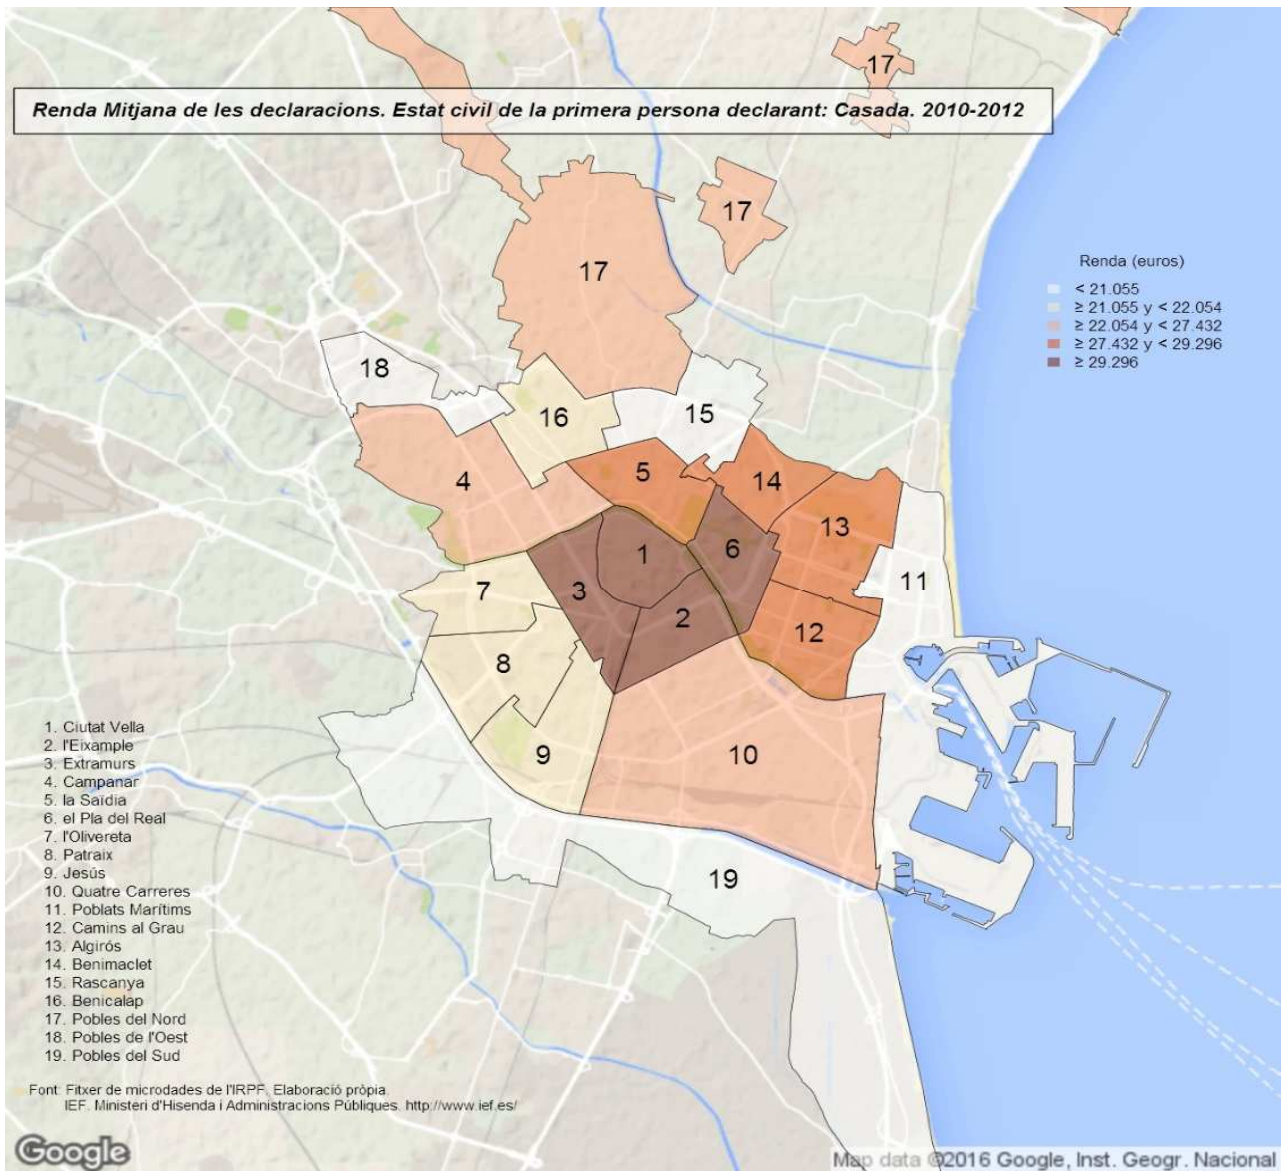 17
Renda Mitjana de les declaracions. Estat civil de la primera persona declarant: Casada. 2010-2012
17
17
Renda (euros)
< 21.055
≥ 21.055 y < 22.054
≥ 22.054 y < 27.432
≥ 27.432 y < 29.296
≥ 29.296
18
16
15
4
5
14
13
1
6
11
7
3
2
12
8
9
10
19
1. Ciutat Vella
2. l'Eixample
3. Extramurs
4. Campanar
5. la Saïdia
6. el Pla del Real
7. l'Olivereta
8. Patraix
9. Jesús
10. Quatre Carreres
11. Poblats Marítims
12. Camins al Grau
13. Algirós
14. Benimaclet
15. Rascanya
16. Benicalap
17. Pobles del Nord
18. Pobles de l'Oest
19. Pobles del Sud
Font: Fitxer de microdades de l'IRPF. Elaboració pròpia.
IEF. Ministeri d'Hisenda i Administracions Públiques. http://www.ief.es/
Google
Map data ©2016 Google, Inst. Geogr. Nacional